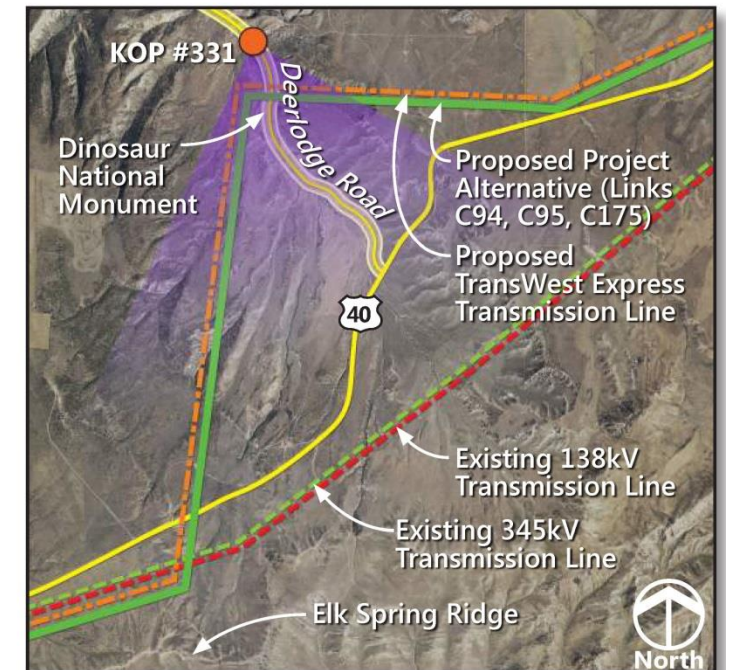 KOP #331
Deerlodge Road
Dinosaur
National
Monument
Proposed Project
Alternative (Links
C94, C95, C175)
Proposed
TransWest Express
Transmission Line
40
Existing 138kV
Transmission Line
Existing 345kV
Transmission Line
Elk Spring Ridge
North